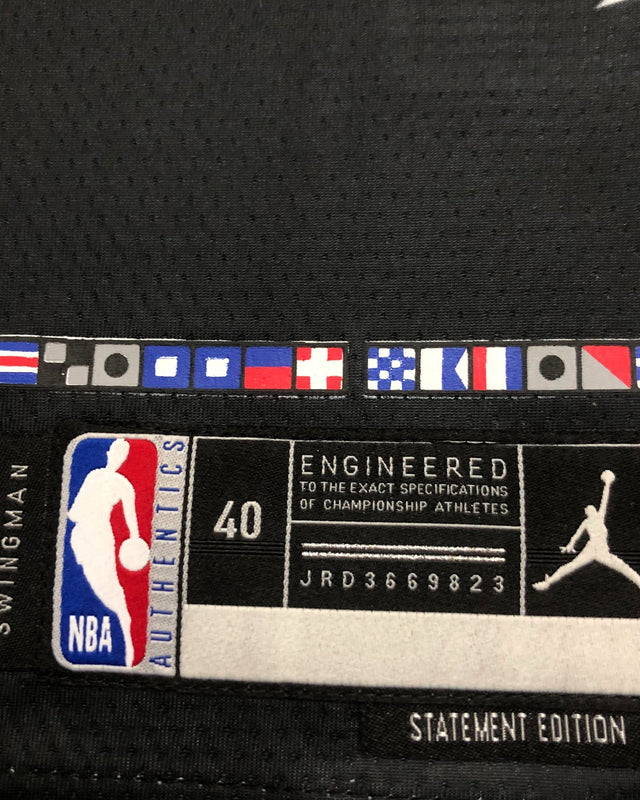 SWINGMAN
NBA
AUTHENTICS
40
ENGINEERED
TO THE EXACT SPECIFICATIONS
OF CHAMPIONSHIP ATHLETES
JRD3669823
STATEMENT EDITION